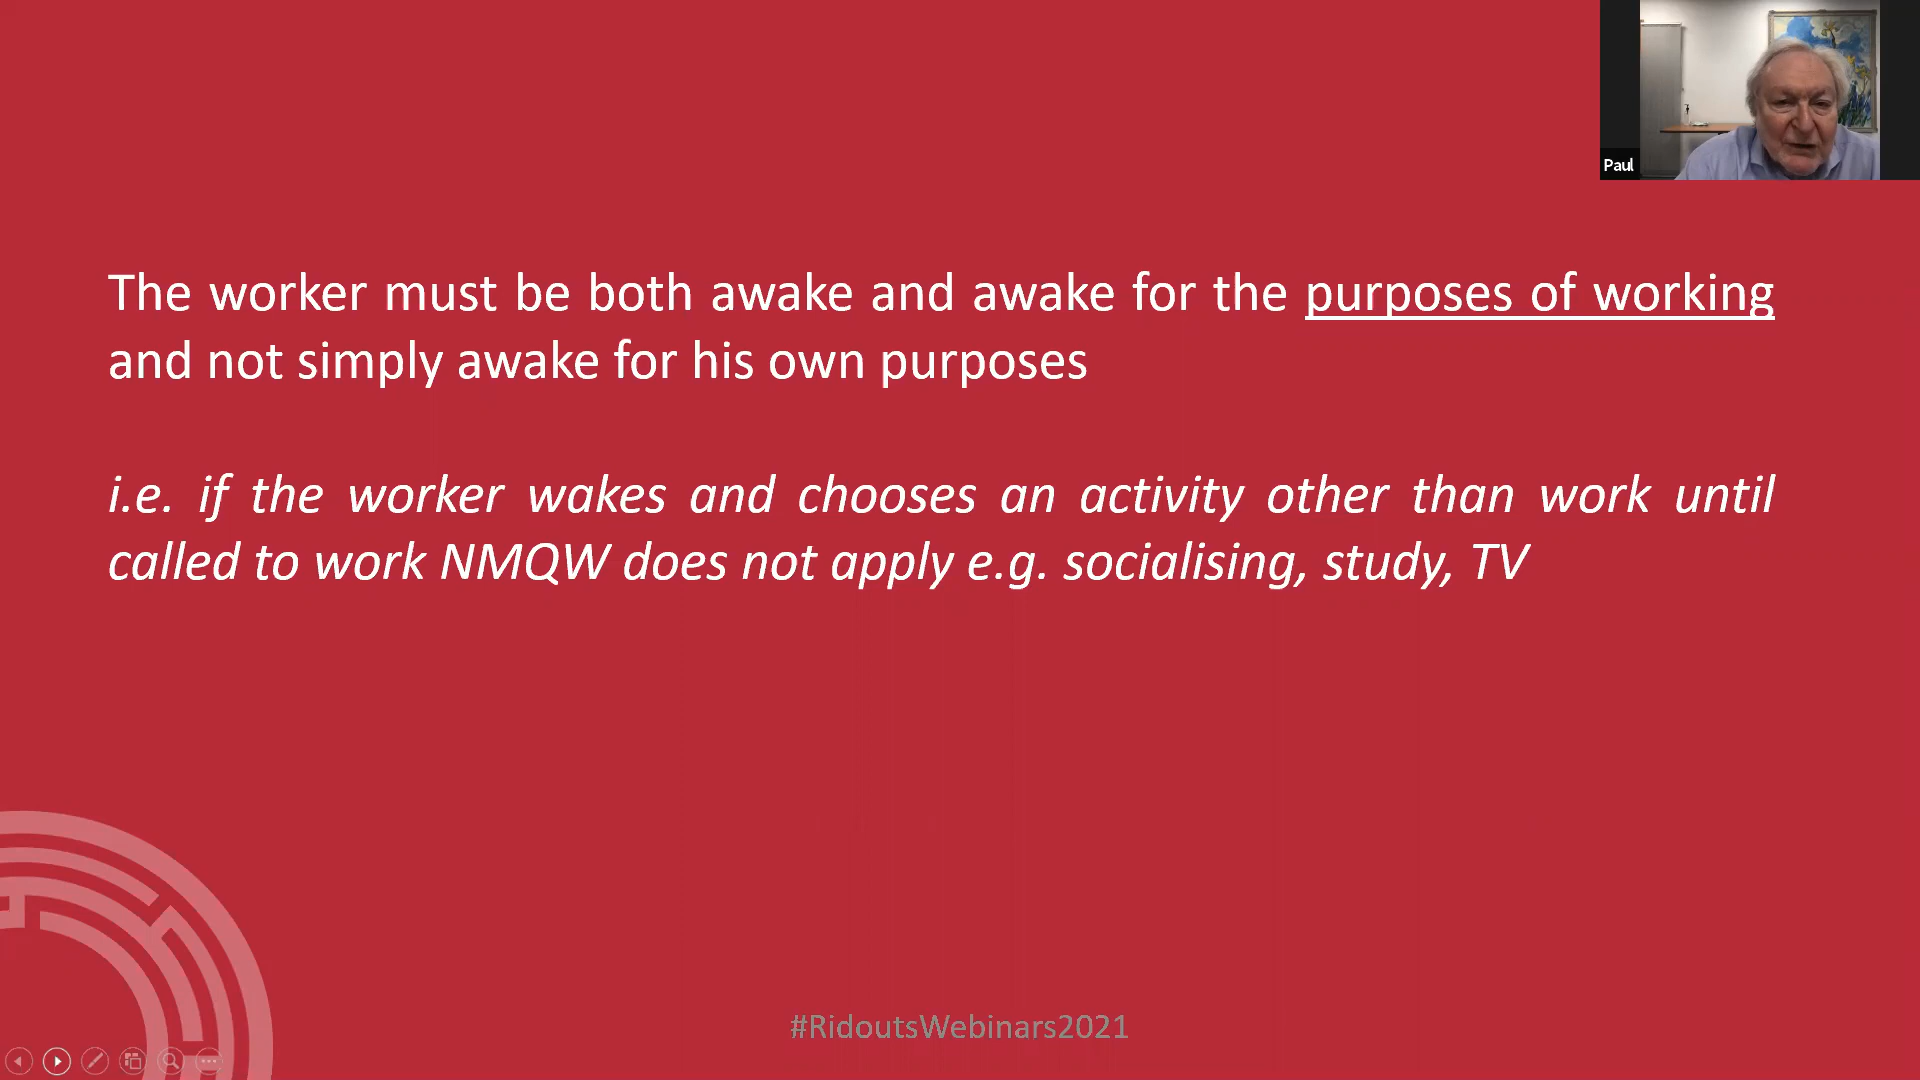 Paul
The worker must be both awake and awake for the purposes of working
and not simply awake for his own purposes
i.e. if the worker wakes and chooses an activity other than work until
called to work NMQW does not apply e.g. socialising, study, TV
#RidoutsWebinars2021